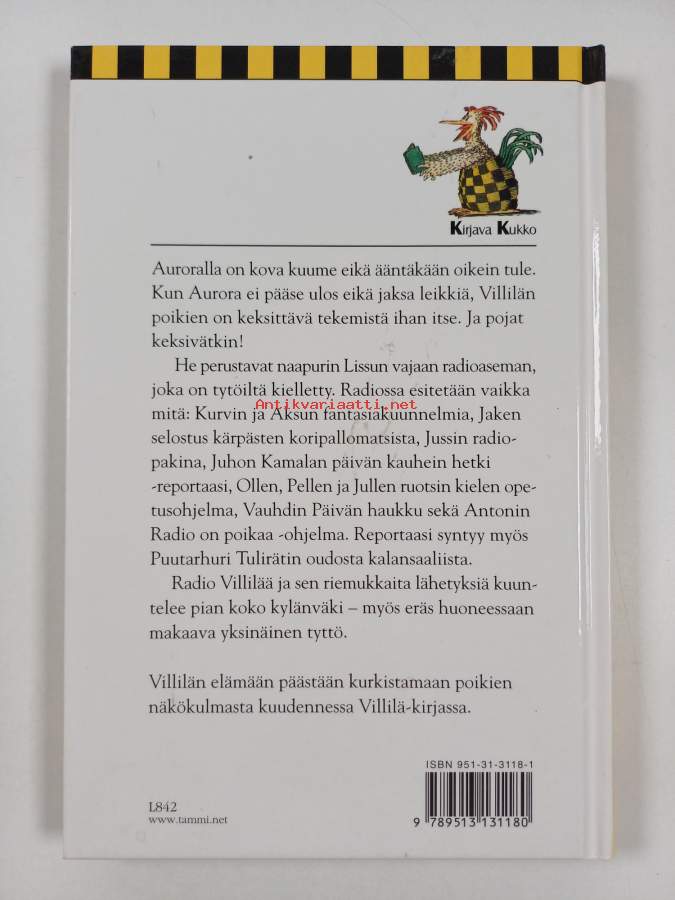 Kirjava Kukko
Auroralla on kova kuume eikä ääntäkään oikein tule.
Kun Aurora ei pääse ulos eikä jaksa leikkiä, Villilän
poikien on keksittävä tekemistä ihan itse. Ja pojat
keksivätkin!
He perustavat naapurin Lissun vajaan radioaseman,
joka on tytöiltä kielletty. Radiossa esitetään vaikka
Antikvariaatti.net
mitä: Kurvin ja Aksun fantasiakuunnelmia, Jaken
selostus kärpästen koripallomatsista, Jussin radio-
pakina, Juhon Kamalan päivän kauhein hetki
-reportaasi, Ollen, Pellen ja Jullen ruotsin kielen ope-
tusohjelma, Vauhdin Päivän haukku sekä Antonin
Radio on poikaa -ohjelma. Reportaasi syntyy myös
Puutarhuri Tulirätin oudosta kalansaaliista.
Radio Villilää ja sen riemukkaita lähetyksiä kuun-
telee pian koko kylänväki – myös eräs huoneessaan
makaava yksinäinen tyttö.
Villilän elämään päästään kurkistamaan poikien
näkökulmasta kuudennessa Villilä-kirjassa.
ISBN 951-31-3118-1
L842
www.tammi.net
9 789513 131180